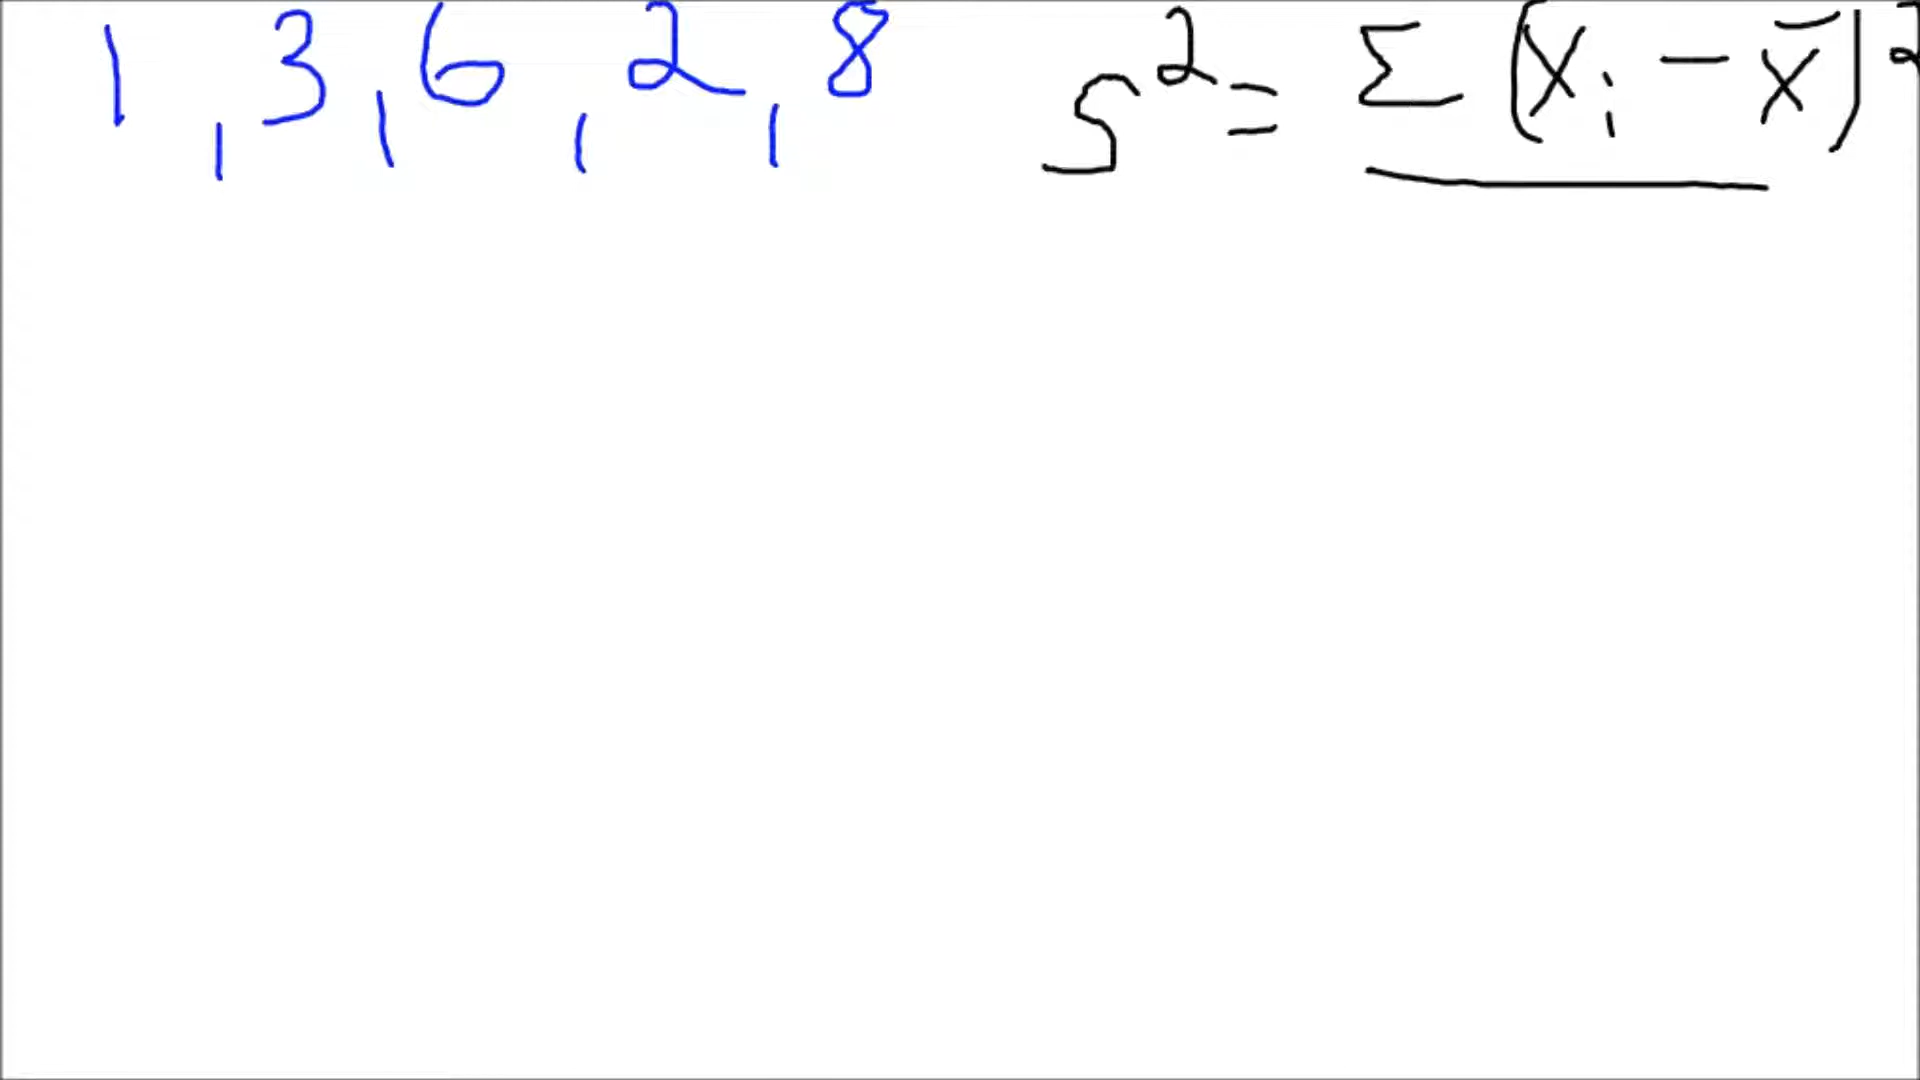 1, 3, 6, 2, 8 s² = Σ (xᵢ − x̄)²